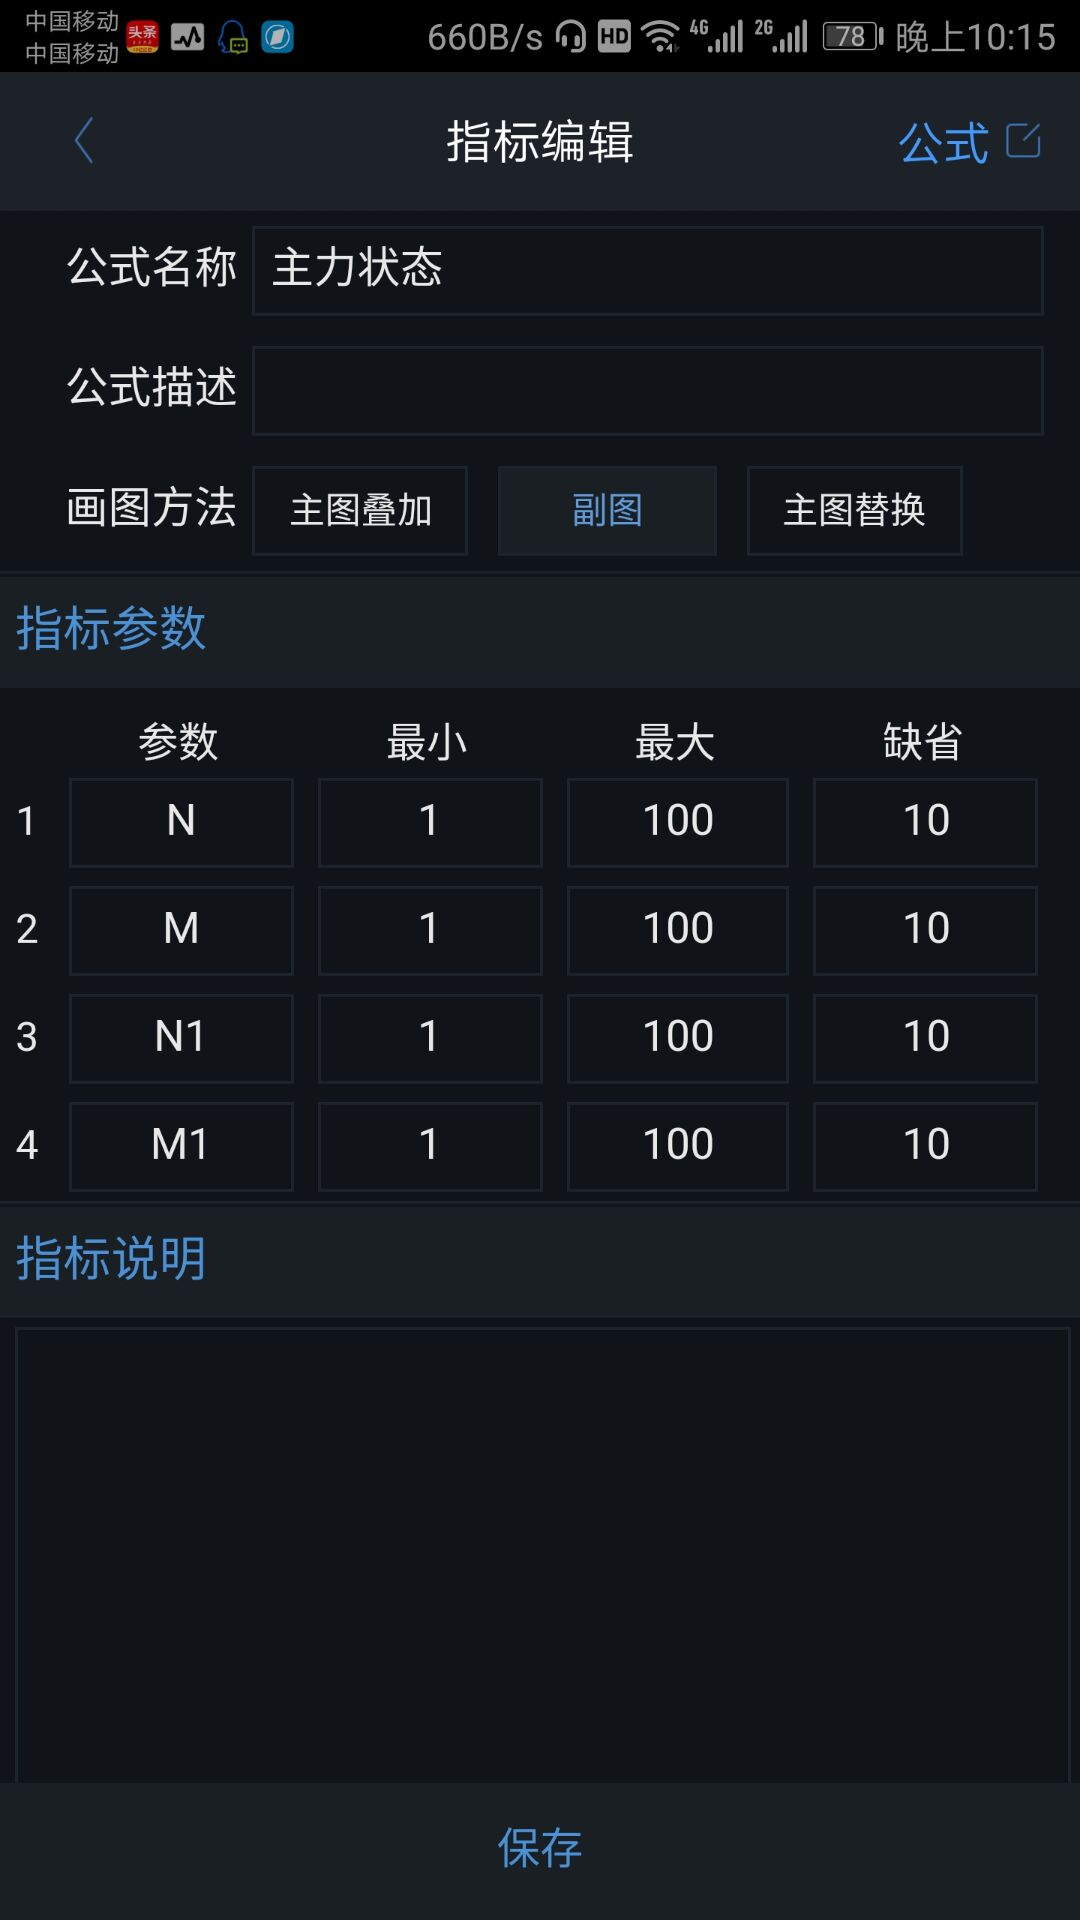 中国移动
中国移动
头条
660B/s HD 4G 2G 78 晚上10:15
指标编辑 公式
公式名称 主力状态
公式描述
画图方法 主图叠加 副图 主图替换
指标参数
参数 最小 最大 缺省
1 N 1 100 10
2 M 1 100 10
3 N1 1 100 10
4 M1 1 100 10
指标说明
保存